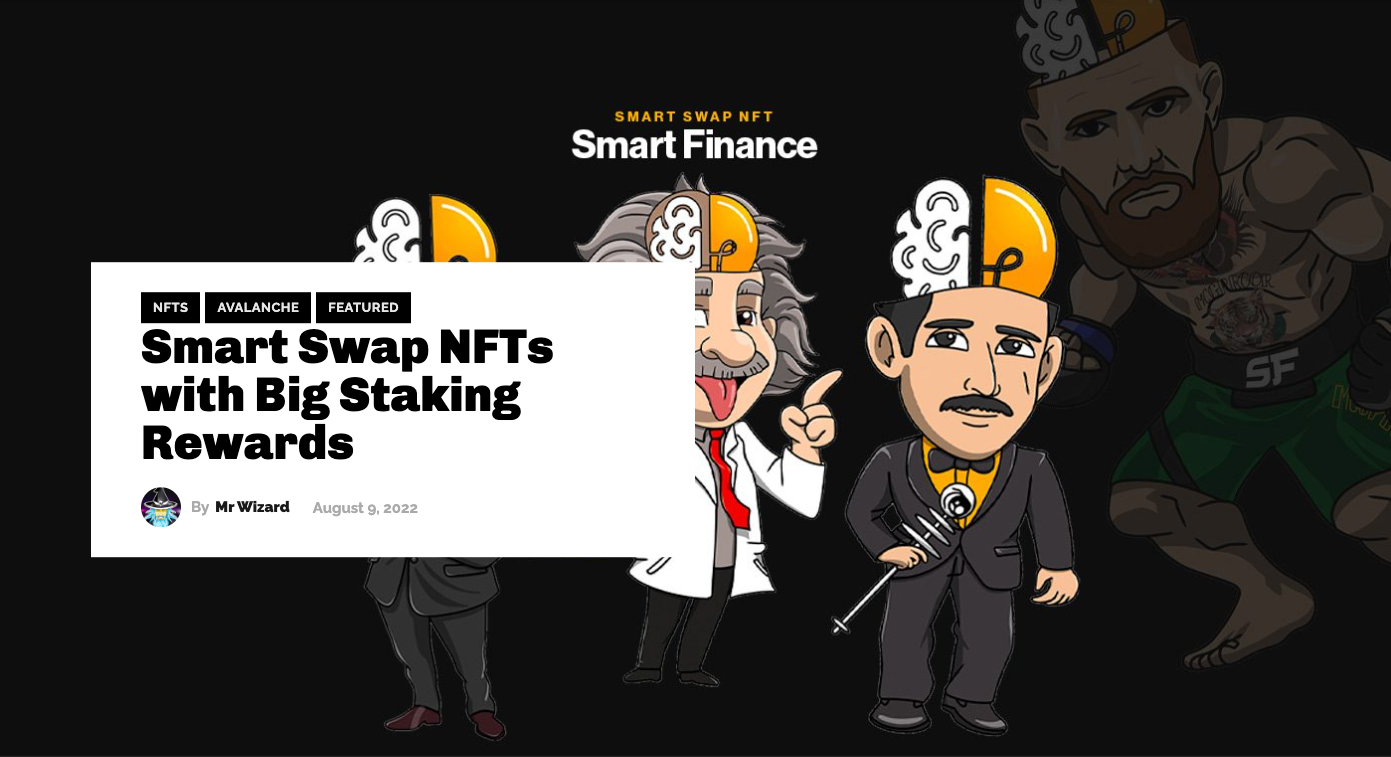 SMART SWAP NFT
Smart Finance
NFTS AVALANCHE FEATURED
Smart Swap NFTs
with Big Staking
Rewards
By Mr Wizard August 9, 2022
SF